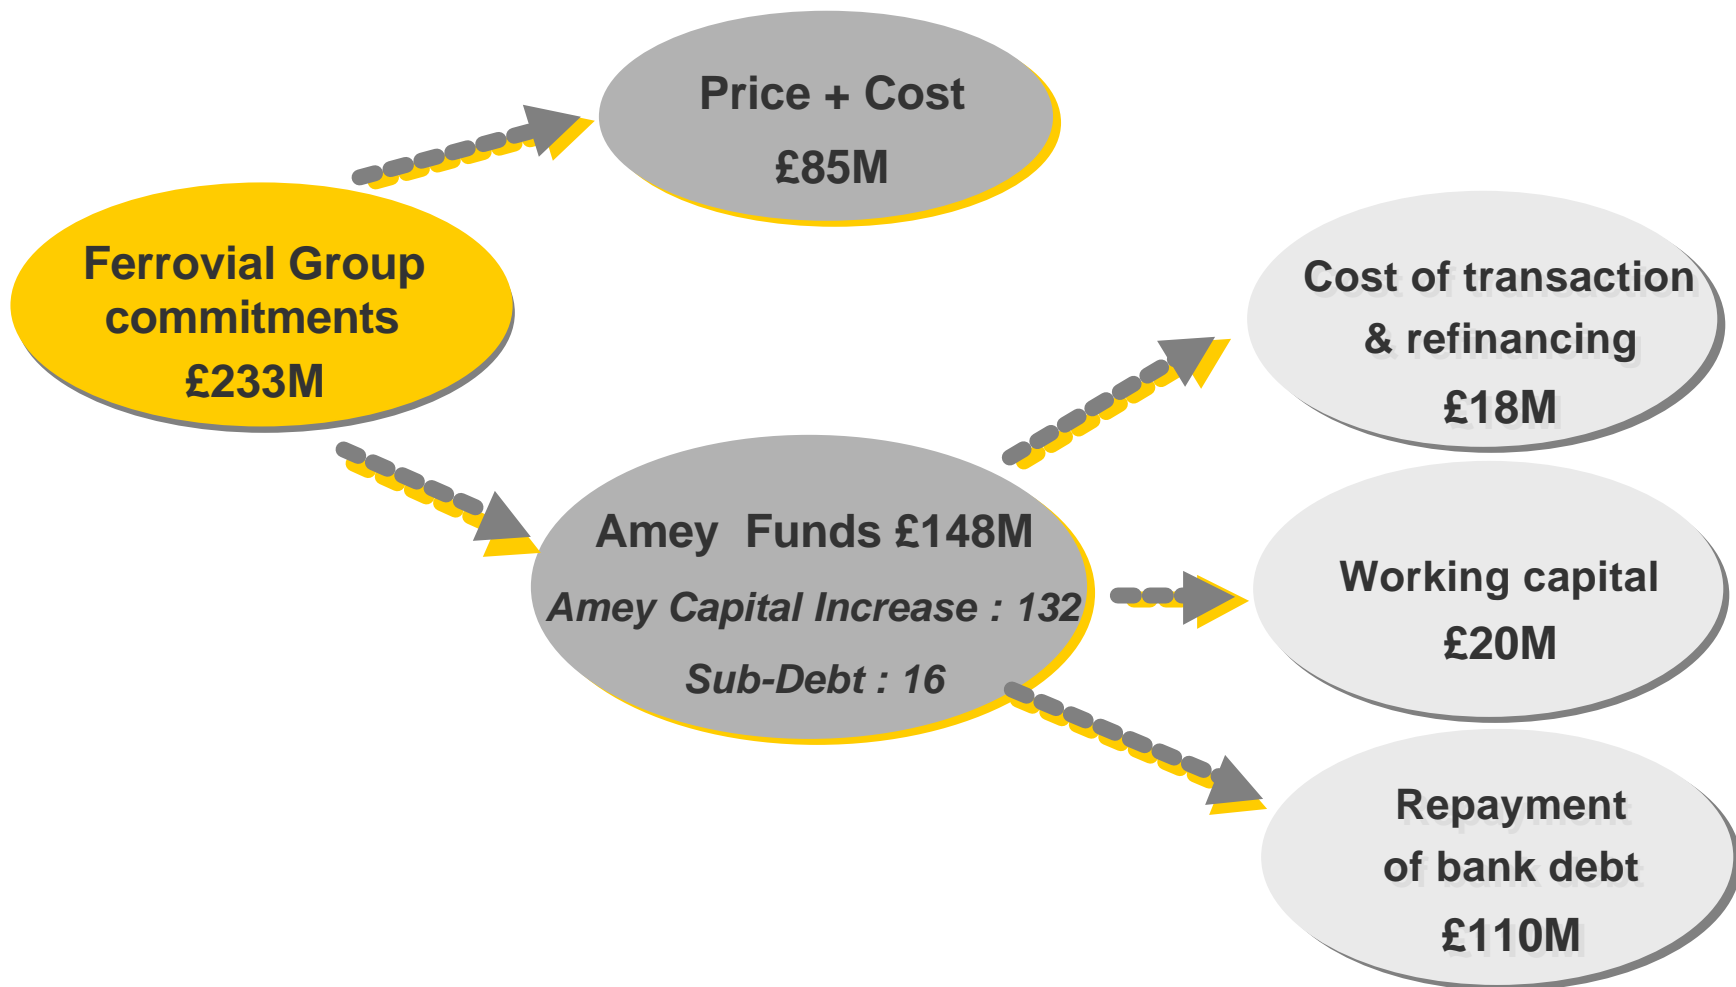 Price + Cost
£85M
Ferrovial Group
commitments
£233M
Cost of transaction
& refinancing
£18M
Amey Funds £148M
Amey Capital Increase : 132
Sub-Debt : 16
Working capital
£20M
Repayment
of bank debt
£110M